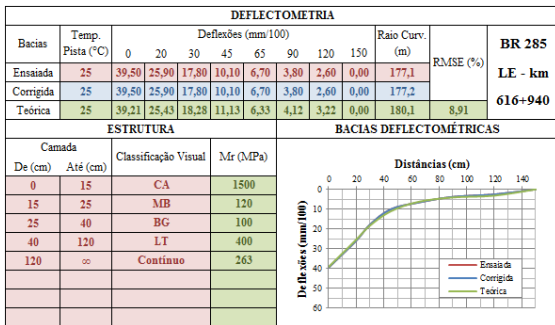 DEFLECTOMETRIA
Bacias Temp. Pista (°C) Deflexões (mm/100) Raio Curv. (m) RMSE (%)
0 20 30 45 65 90 120 150
Ensaiada 25 39,50 25,90 17,80 10,10 6,70 3,80 2,60 0,00 177,1
Corrigida 25 39,50 25,90 17,80 10,10 6,70 3,80 2,60 0,00 177,2
Teórica 25 39,21 25,43 18,28 11,13 6,33 4,12 3,22 0,00 180,1 8,91
BR 285
LE - km
616+940
ESTRUTURA
Camada Classificação Visual Mr (MPa)
De (cm) Até (cm)
0 15 CA 1500
15 25 MB 120
25 40 BG 100
40 120 LT 400
120 ∞ Contínuo 263
BACIAS DEFLECTOMÉTRICAS
Distâncias (cm)
0 20 40 60 80 100 120 140
Deflexões (mm/100)
0
10
20
30
40
50
60
Ensaiada
Corrigida
Teórica